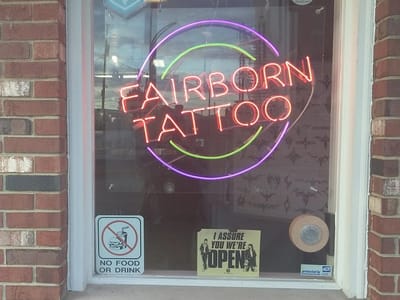 FAIRBORN
TATTOO
NO FOOD
OR DRINK
I ASSURE
YOU WE'RE
OPEN